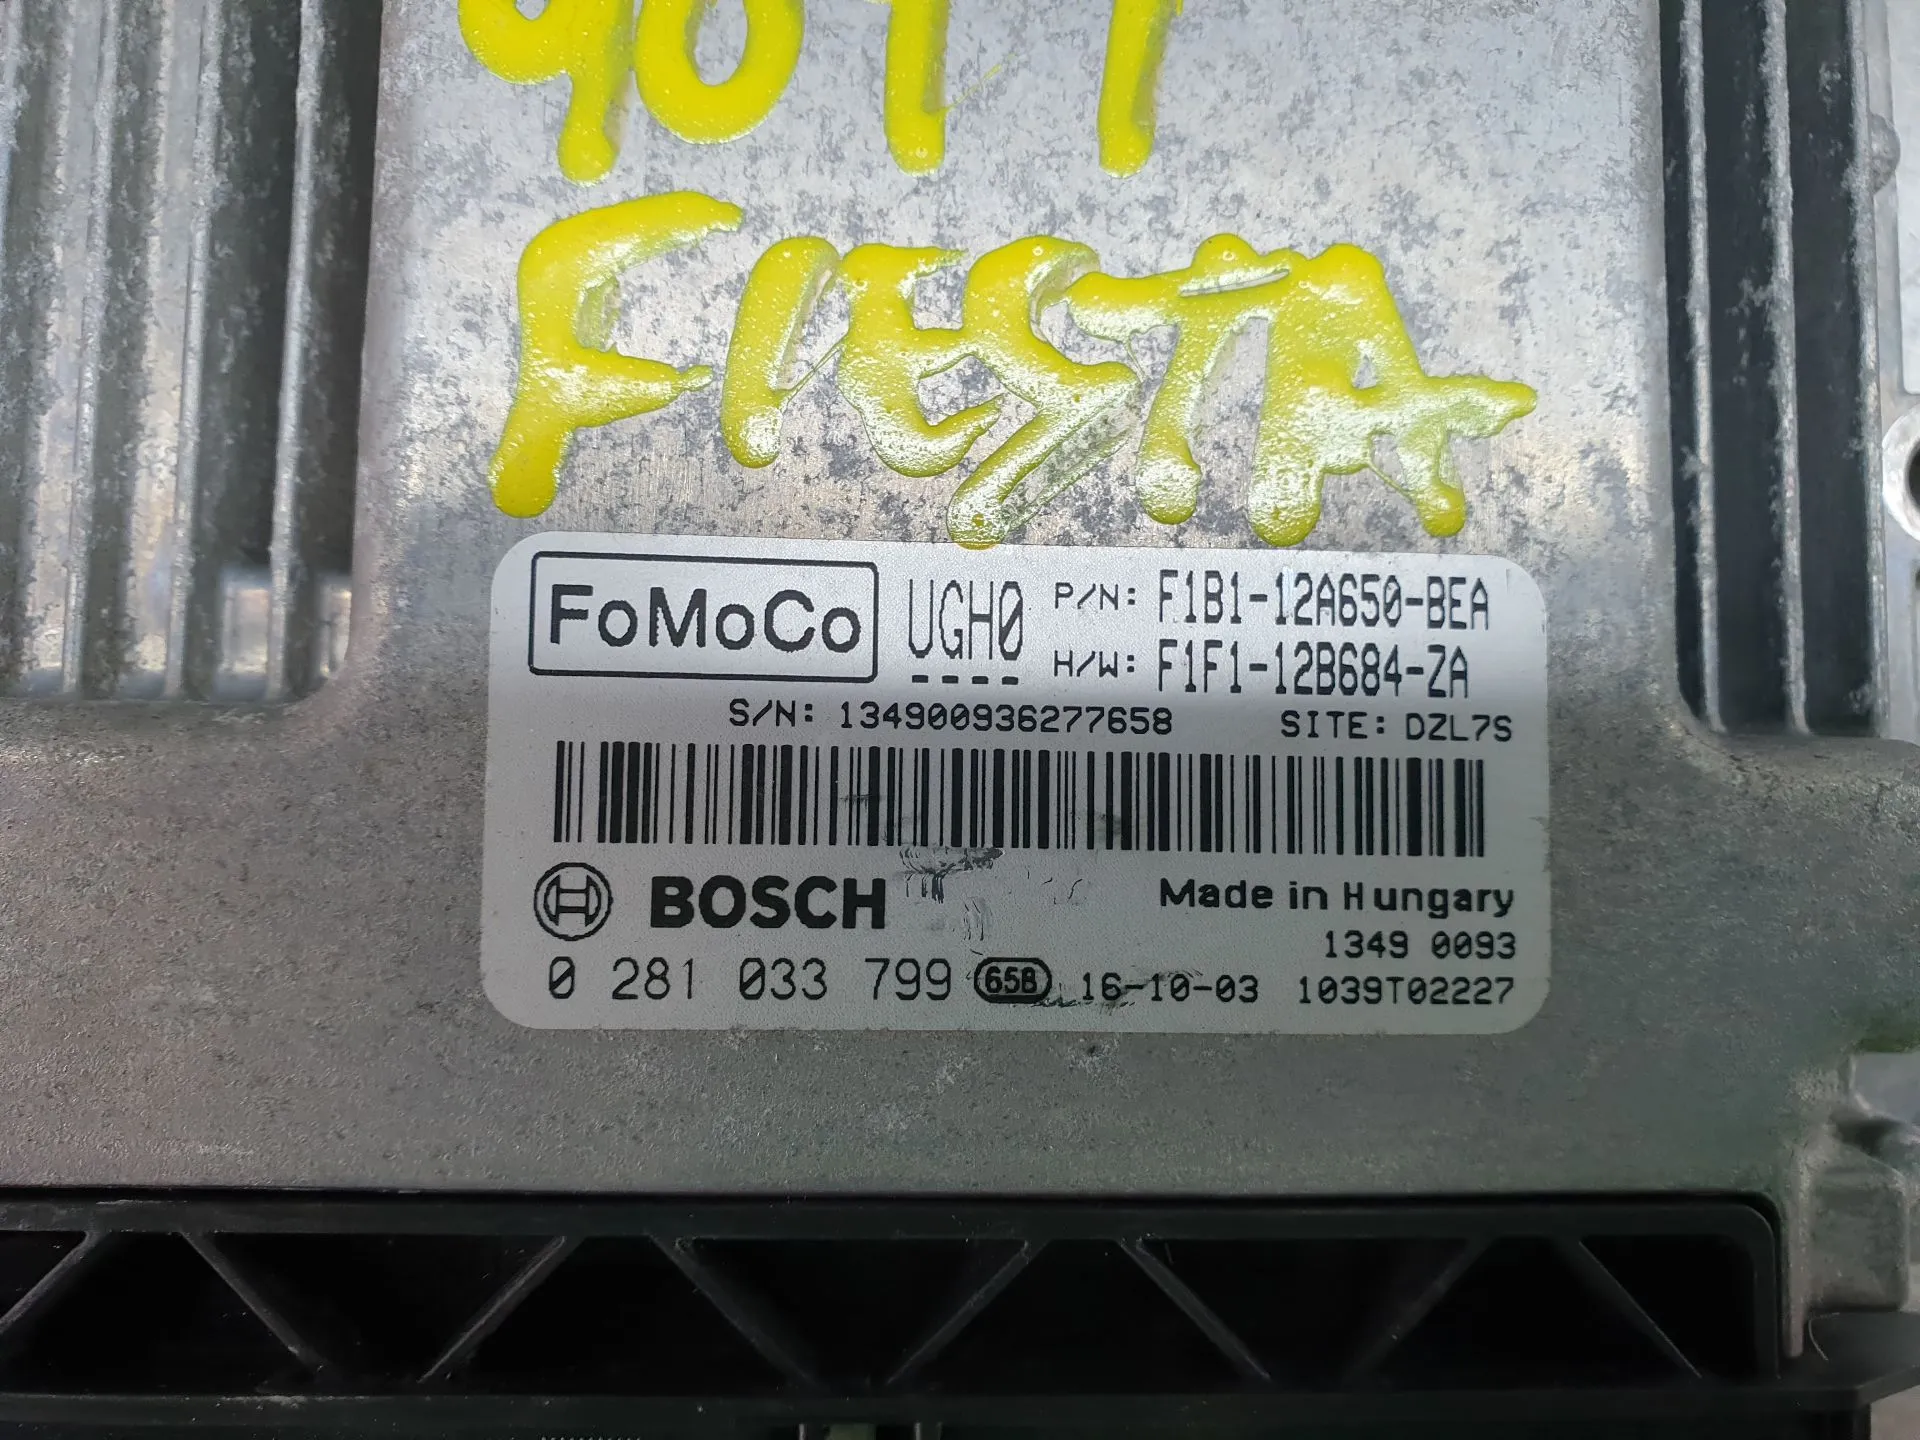 FIESTA
FoMoCo UGH0 P/N: F1B1-12A650-BEA
H/W: F1F1-12B684-ZA
S/N: 134900936277658 SITE: DZL7S
BOSCH Made in Hungary
1349 0093
0 281 033 799 658 16-10-03 1039T02227